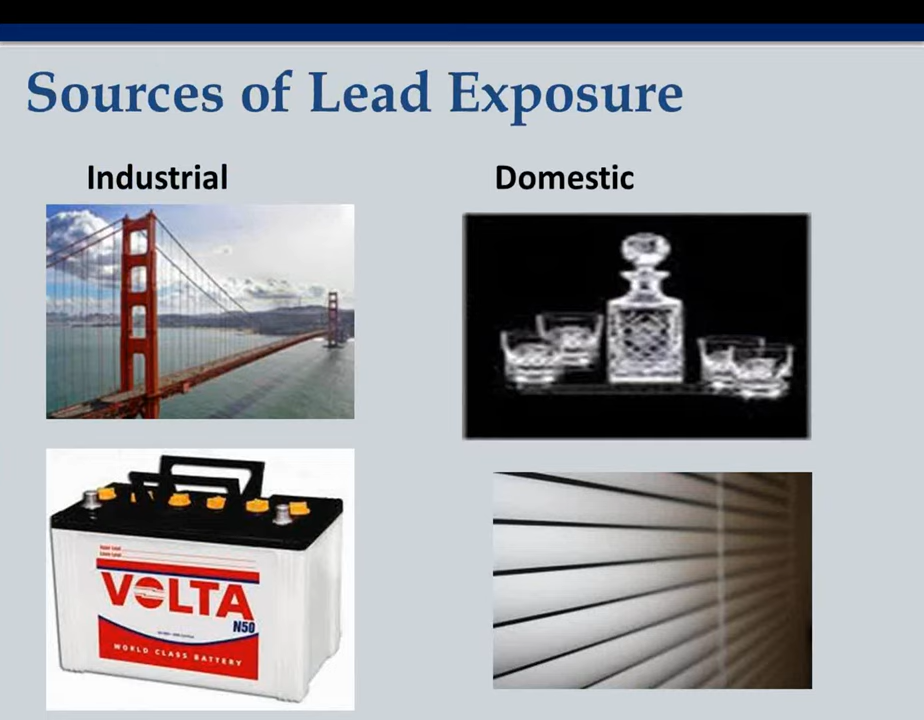 Sources of Lead Exposure
Industrial
Domestic
VOLTA
N50
WORLD CLASS BATTERY